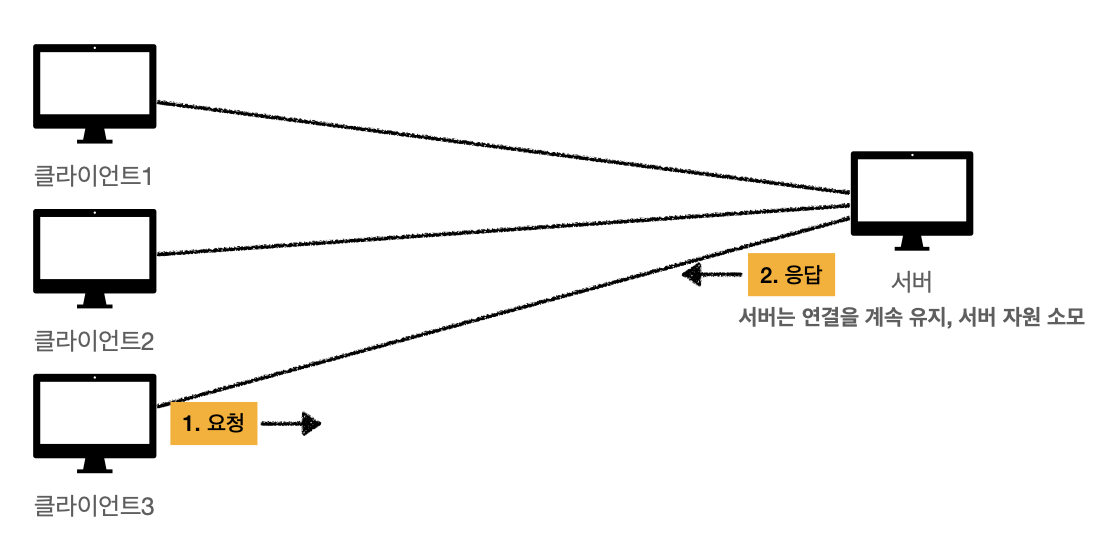 클라이언트1
클라이언트2
2. 응답
서버
서버는 연결을 계속 유지, 서버 자원 소모
1. 요청
클라이언트3